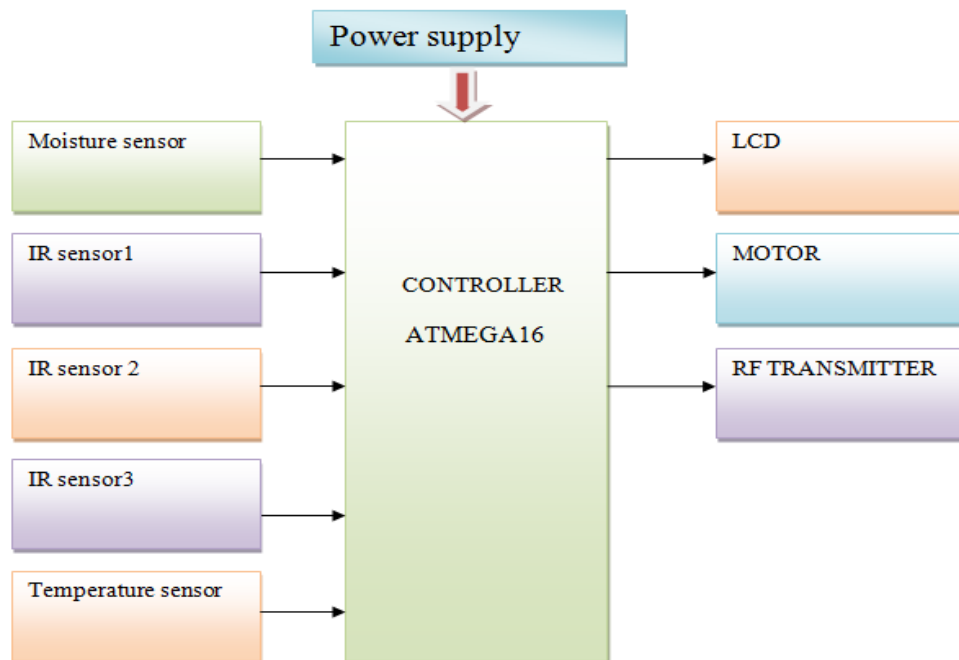 Power supply
Moisture sensor
IR sensor1
IR sensor 2
IR sensor3
Temperature sensor
CONTROLLER
ATMEGA16
LCD
MOTOR
RF TRANSMITTER